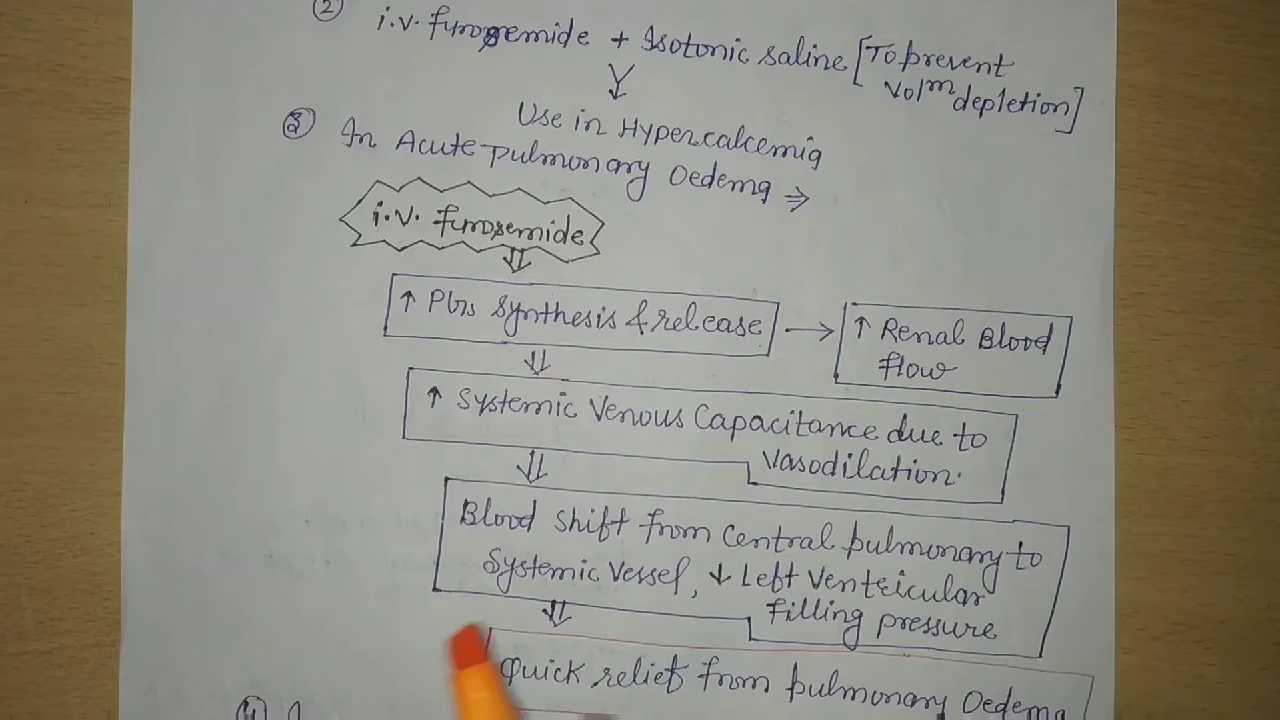 ② i.v. furosemide + Isotonic saline [To prevent
Volᵐ depletion]
Use in Hypercalcemia
③ In Acute Pulmonary Oedema ⇒
i.v. furosemide
↑ PGs synthesis & release → ↑ Renal Blood
flow
↑ Systemic Venous Capacitance due to
Vasodilation.
Blood shift from central pulmonary to
Systemic Vessel, ↓ Left Ventricular
Filling pressure
Quick relief from pulmonary Oedema
④